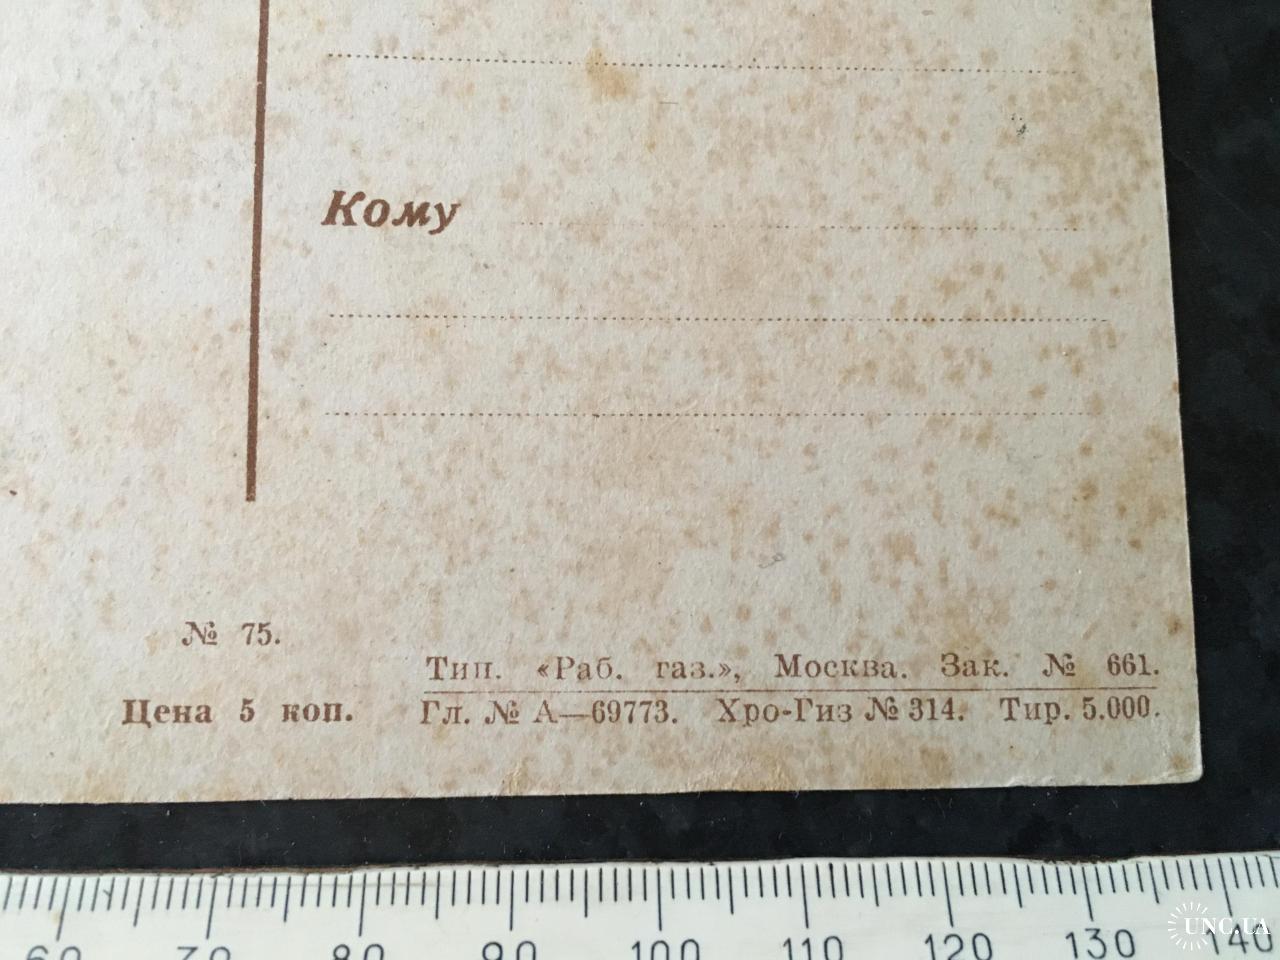 Кому
№ 75.
Цена 5 коп.
Тип. «Раб. газ.», Москва. Зак. № 661.
Гл. № А—69773. Хро-Гиз № 314. Тир. 5.000.
60 70 80 90 100 110 120 130 140
UNC.UA